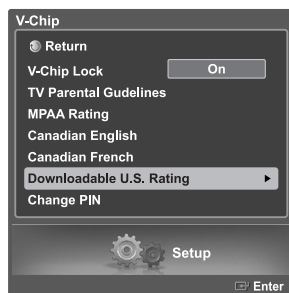 V-Chip
Return
V-Chip Lock On
TV Parental Gudelines
MPAA Rating
Canadian English
Canadian French
Downloadable U.S. Rating
Change PIN
Setup
Enter